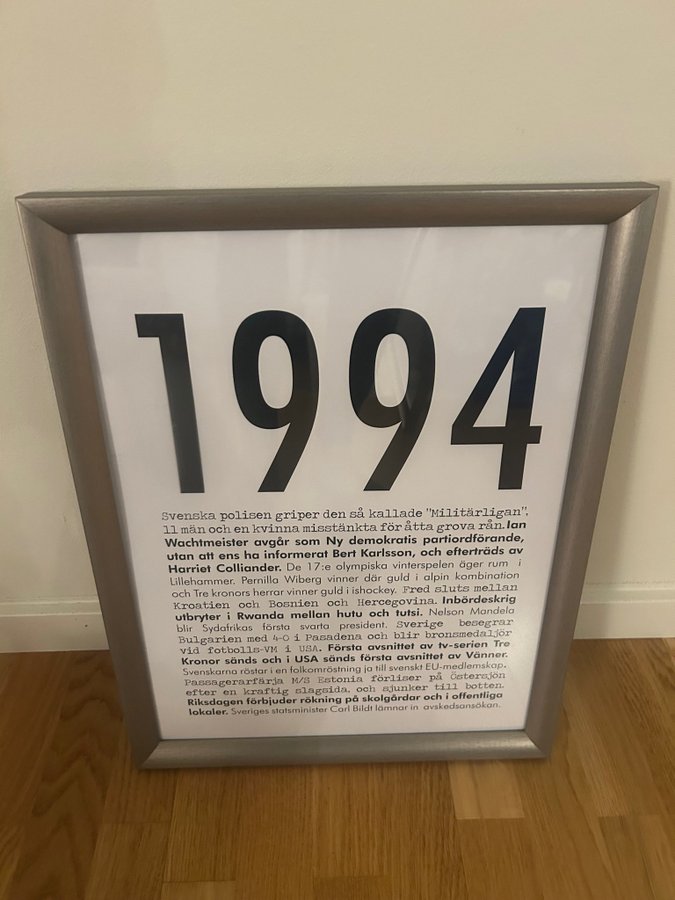 1994
Svenska polisen griper den så kallade "Militärligan",
11 män och en kvinna misstänkta för åtta grova rån. Ian
Wachtmeister avgår som Ny demokratis partiordförande,
utan att ens ha informerat Bert Karlsson, och efterträds av
Harriet Colliander. De 17:e olympiska vinterspelen äger rum i
Lillehammer. Pernilla Wiberg vinner där guld i alpin kombination
och Tre kronors herrar vinner guld i ishockey. Fred sluts mellan
Kroatien och Bosnien och Hercegovina. Inbördeskrig
utbryter i Rwanda mellan hutu och tutsi. Nelson Mandela
blir Sydafrikas första svarta president. Sverige besegrar
Bulgarien med 4-0 i Pasadena och blir bronsmedaljör
vid fotbolls-VM i USA. Första avsnittet av tv-serien Tre
Kronor sänds och i USA sänds första avsnittet av Vänner.
Svenskarna röstar i en folkomröstning ja till svenskt EU-medlemskap.
Passagerarfärja M/S Estonia förliser på Östersjön
efter en kraftig slagsida, och sjunker till botten.
Riksdagen förbjuder rökning på skolgårdar och i offentliga
lokaler. Sveriges statsminister Carl Bildt lämnar in avskedsansökan.